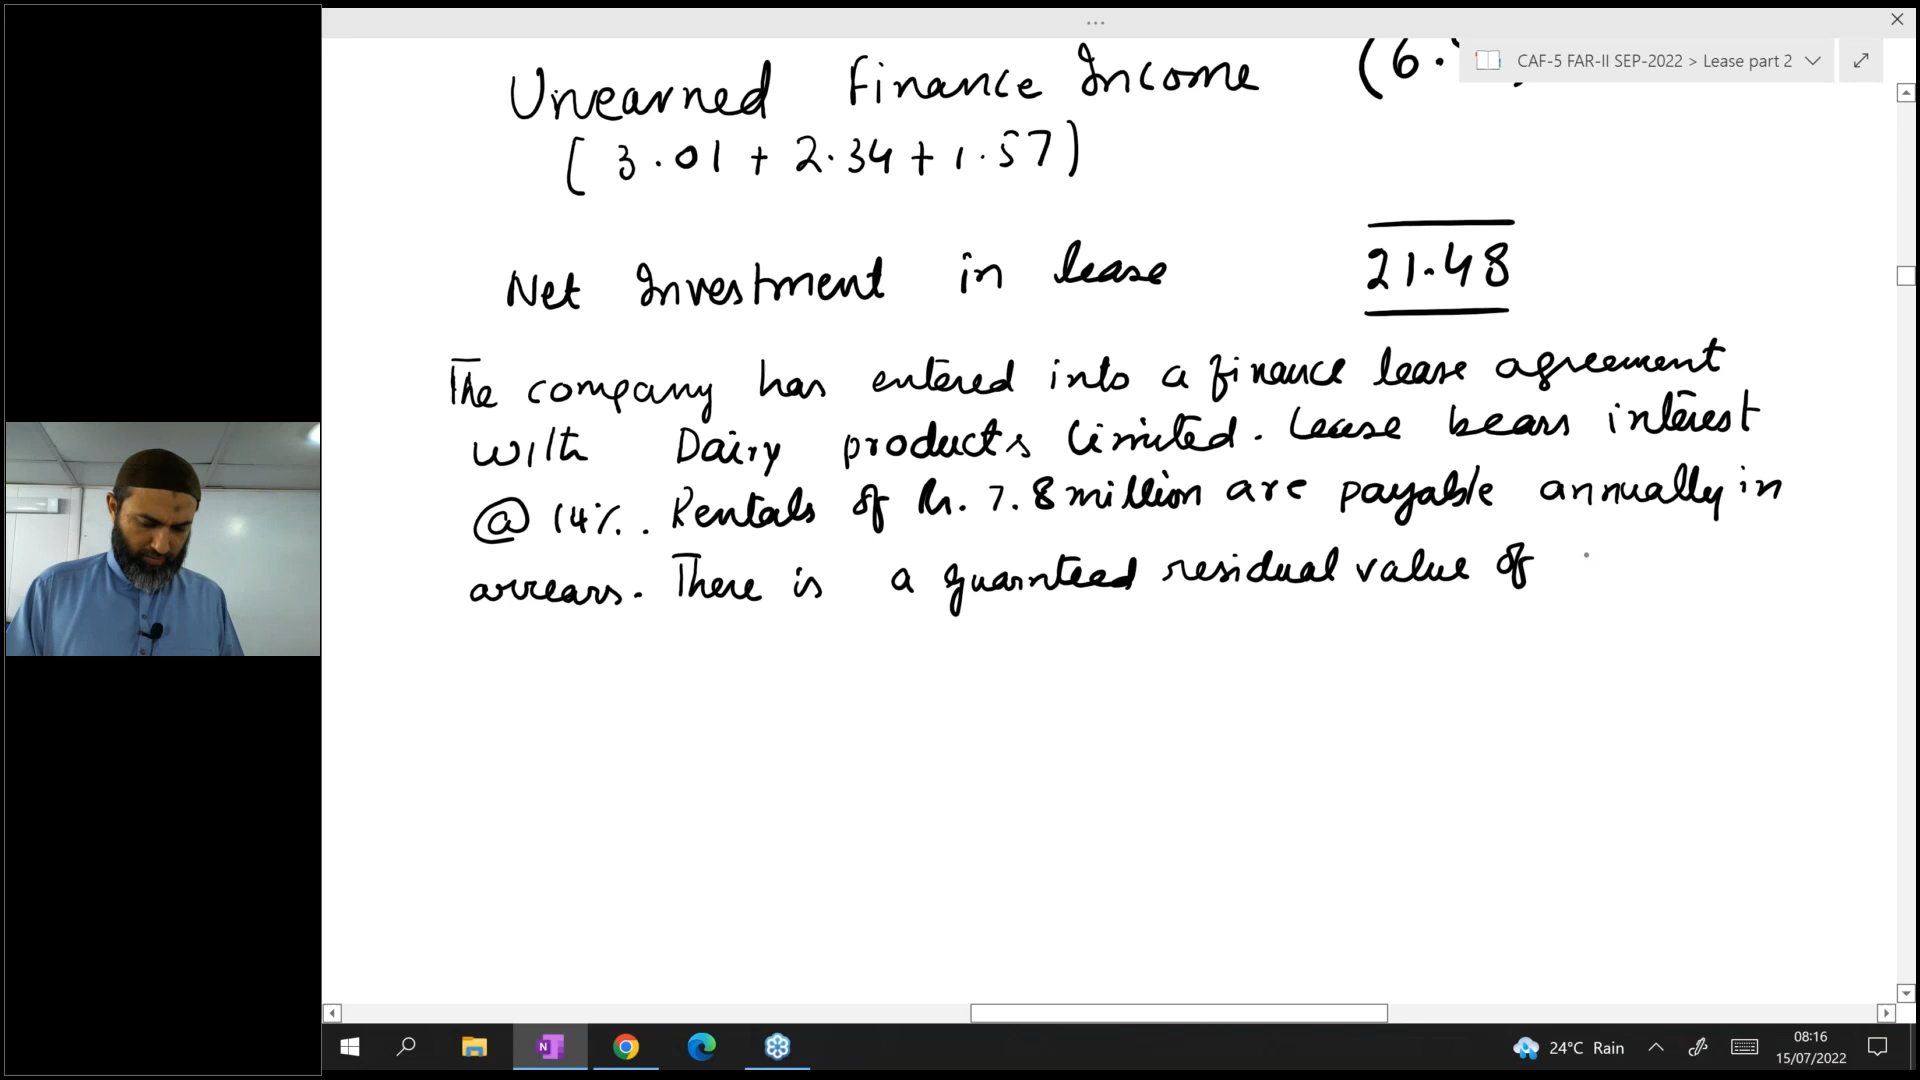 CAF-5 FAR-II SEP-2022 > Lease part 2
Unearned Finance Income (6.
[3.01 + 2.34 + 1.57)
Net Investment in lease 21.48
The company has entered into a finance lease agreement
with Dairy products limited. Lease bears interest
@ 14%. Rentals of Rs. 7.8 million are payable annually in
arrears. There is a guarnteed residual value of
24°C Rain
08:16
15/07/2022